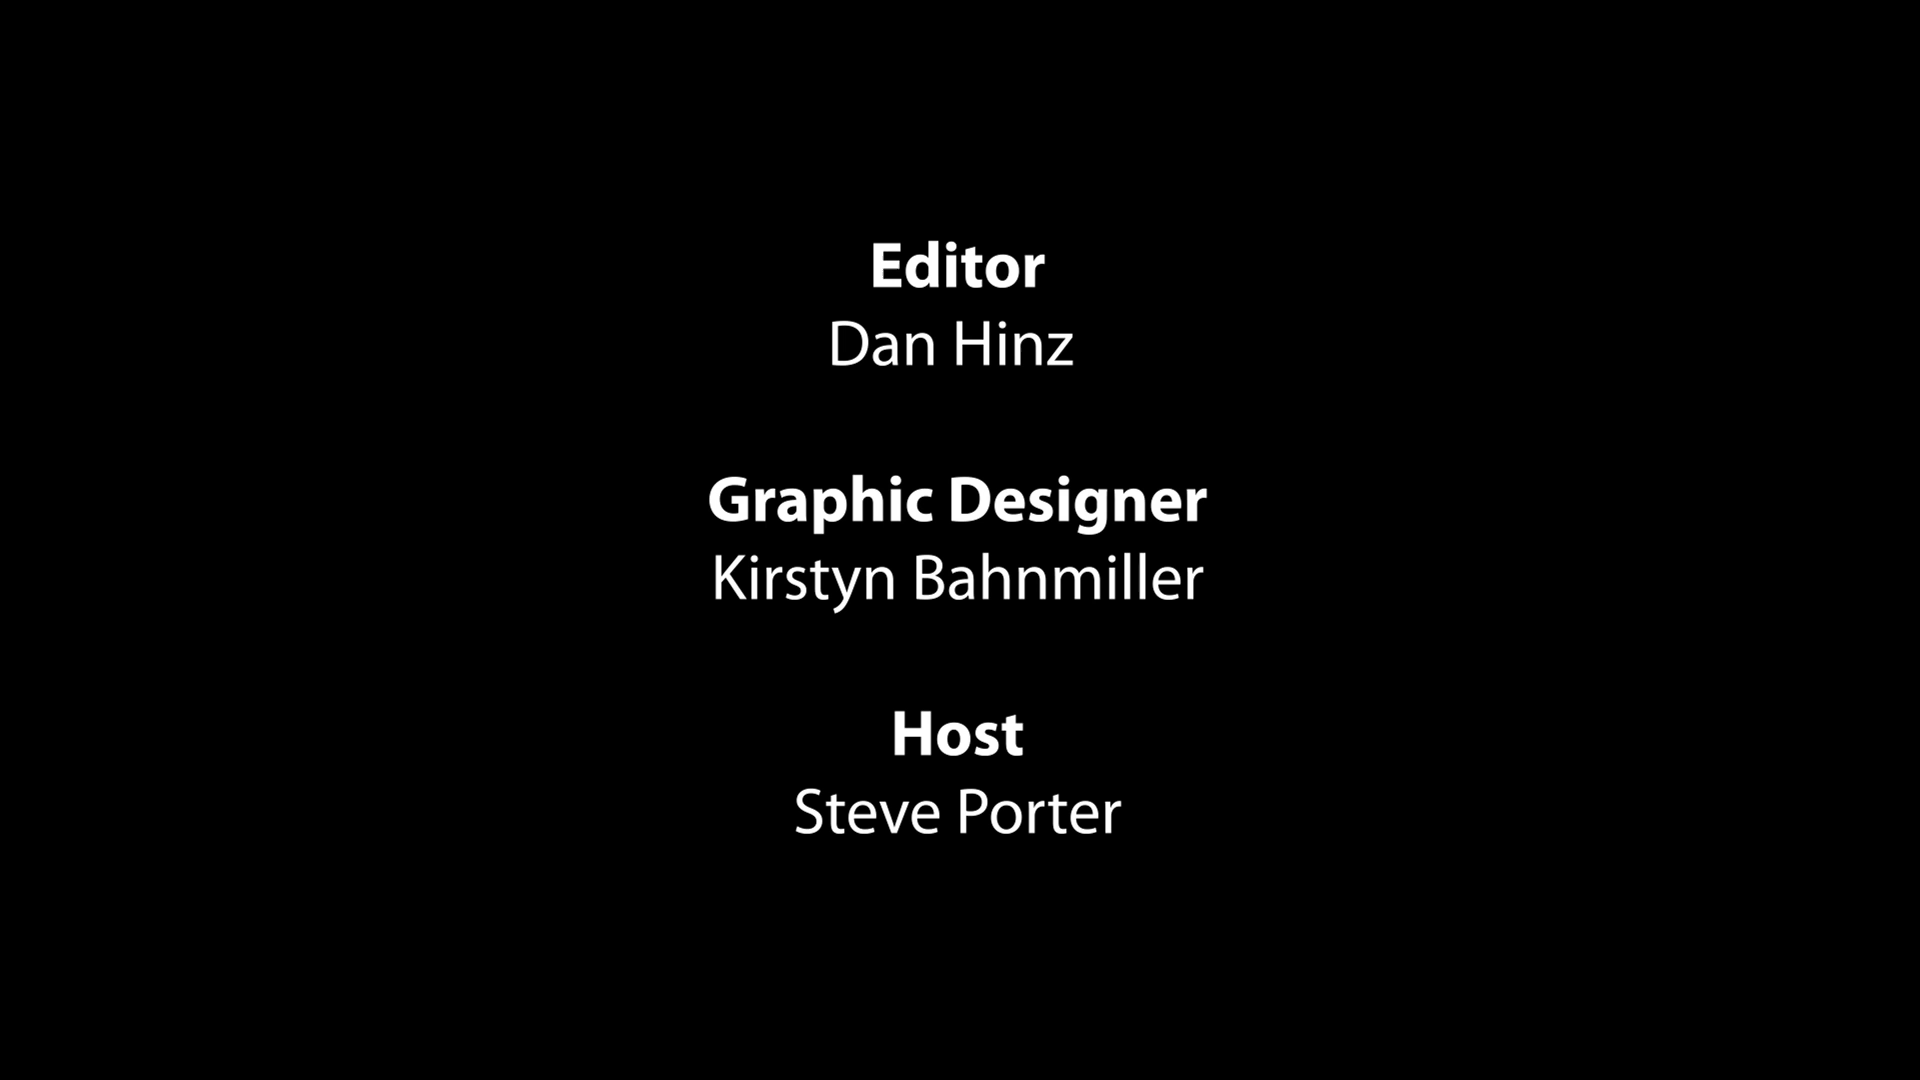 Editor
Dan Hinz
Graphic Designer
Kirstyn Bahnmiller
Host
Steve Porter